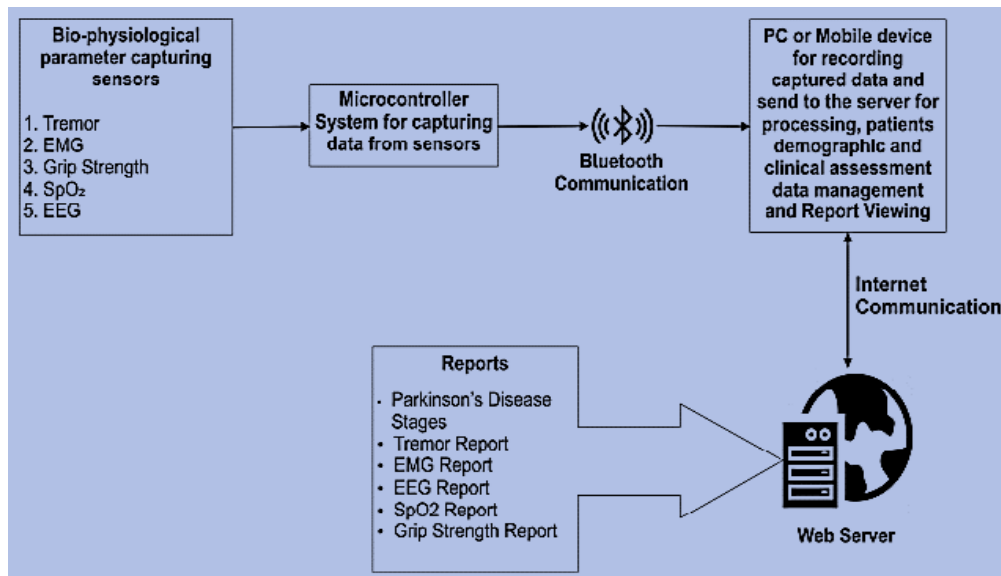 Bio-physiological
parameter capturing
sensors
1. Tremor
2. EMG
3. Grip Strength
4. SpO₂
5. EEG
Microcontroller
System for capturing
data from sensors
Bluetooth
Communication
PC or Mobile device
for recording
captured data and
send to the server for
processing, patients
demographic and
clinical assessment
data management
and Report Viewing
Internet
Communication
Reports
• Parkinson's Disease
Stages
• Tremor Report
• EMG Report
• EEG Report
• SpO2 Report
• Grip Strength Report
Web Server